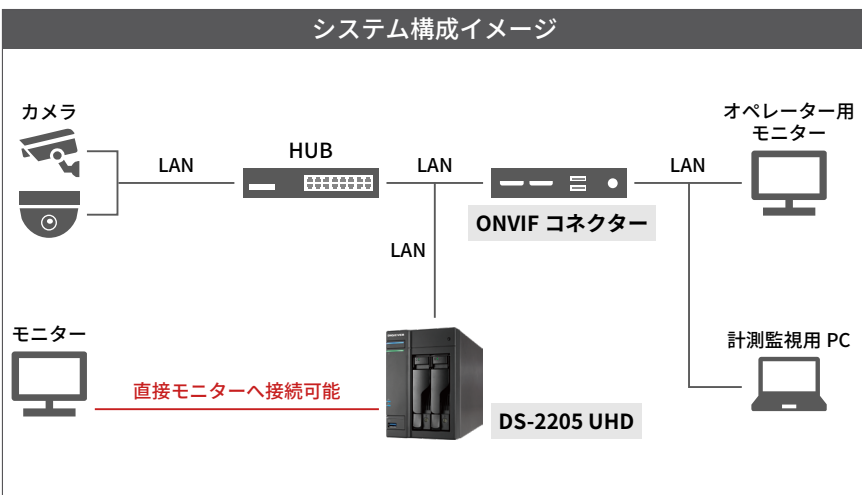 システム構成イメージ
カメラ
オペレーター用
モニター
HUB
LAN
LAN
LAN
ONVIF コネクター
LAN
モニター
計測監視用 PC
直接モニターへ接続可能
DS-2205 UHD